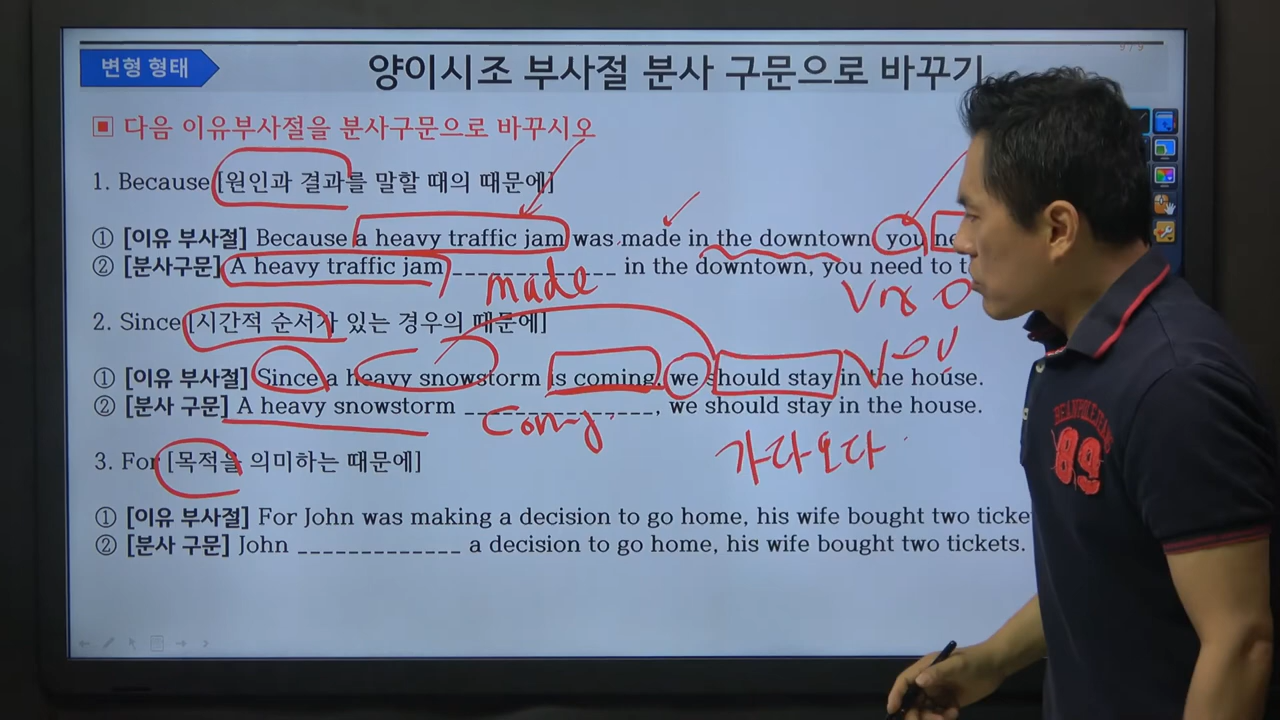 9 / 9
변형 형태
양이시조 부사절 분사 구문으로 바꾸기
▣ 다음 이유부사절을 분사구문으로 바꾸시오
1. Because [원인과 결과를 말할 때의 때문에]
① [이유 부사절] Because a heavy traffic jam was made in the downtown you
② [분사구문] A heavy traffic jam ______________ in the downtown, you need to
made
2. Since [시간적 순서가 있는 경우의 때문에]
① [이유 부사절] Since a heavy snowstorm is coming, we should stay in the house.
② [분사 구문] A heavy snowstorm ________________, we should stay in the house.
가다오다
3. For [목적을 의미하는 때문에]
① [이유 부사절] For John was making a decision to go home, his wife bought two
② [분사 구문] John _____________ a decision to go home, his wife bought two tickets.
89